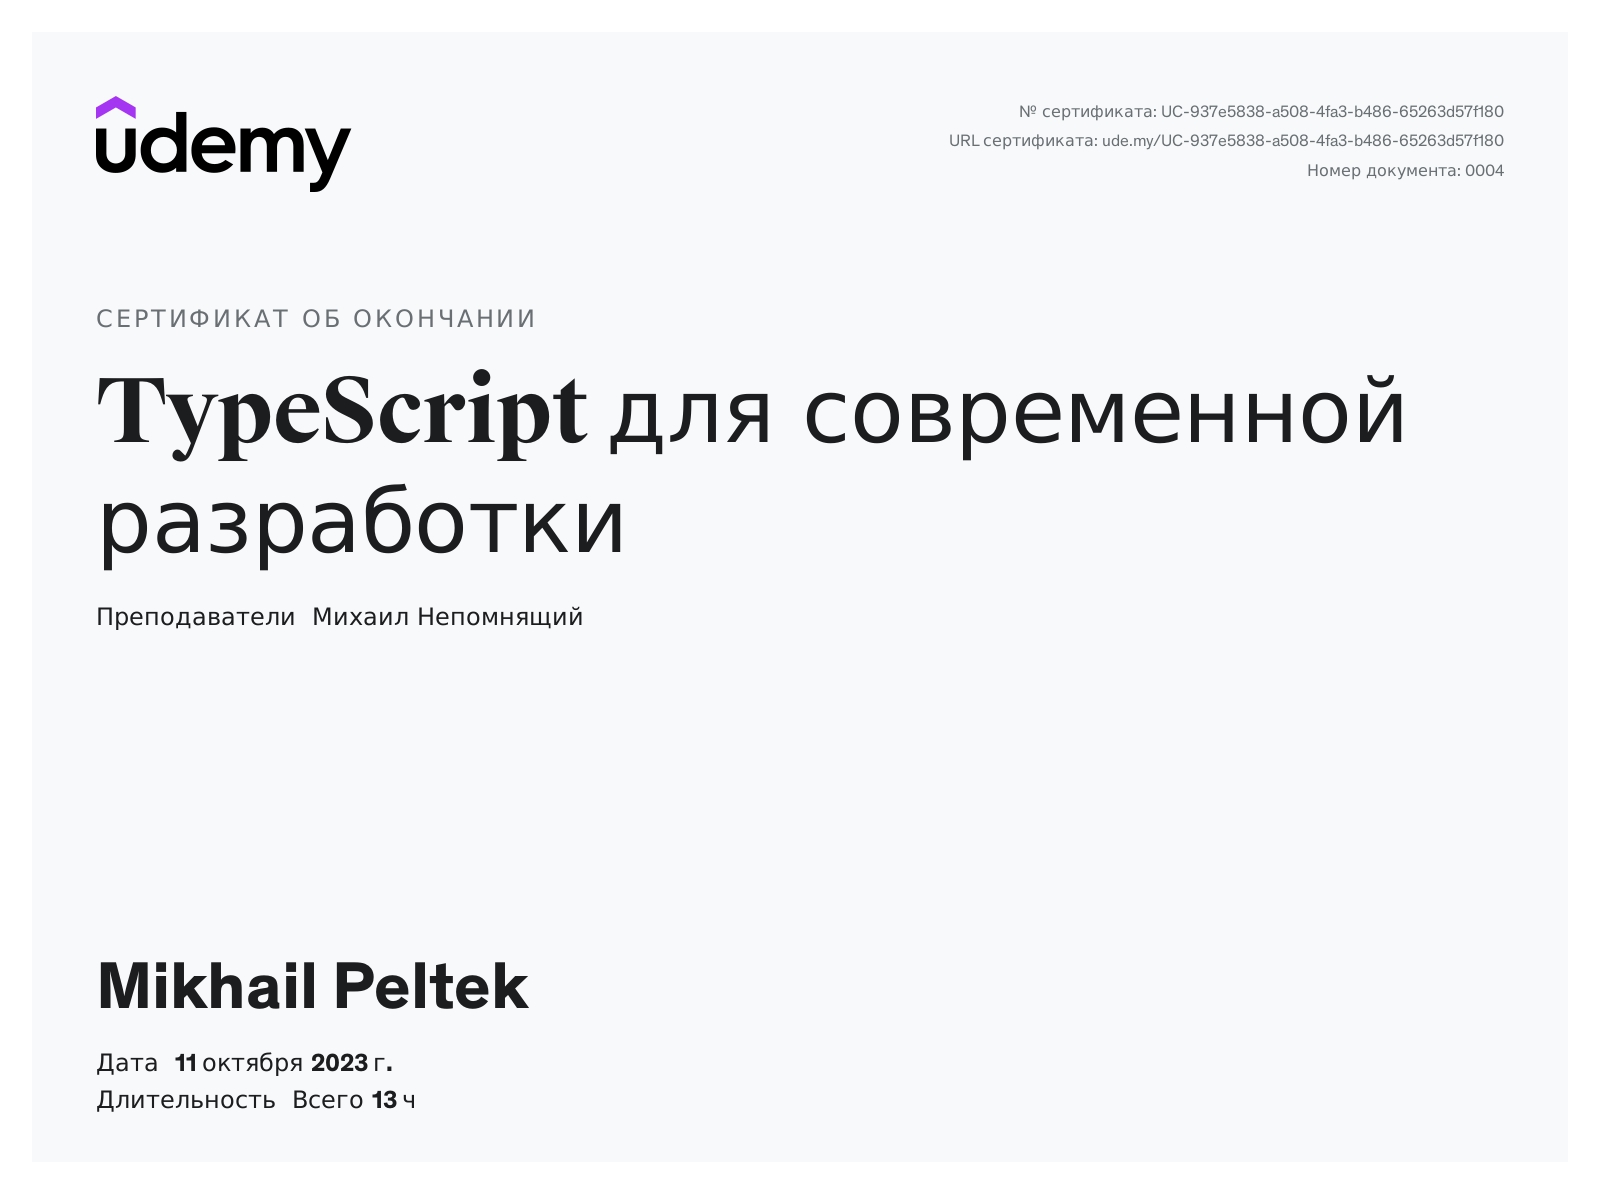 udemy
№ сертификата: UC-937e5838-a508-4fa3-b486-65263d57f180
URL сертификата: ude.my/UC-937e5838-a508-4fa3-b486-65263d57f180
Номер документа: 0004
СЕРТИФИКАТ ОБ ОКОНЧАНИИ
TypeScript для современной
разработки
Преподаватели Михаил Непомнящий
Mikhail Peltek
Дата 11 октября 2023 г.
Длительность Всего 13 ч